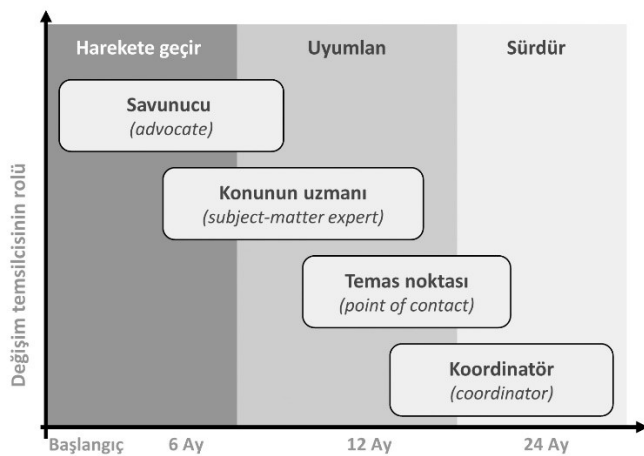 Harekete geçir
Uyumlan
Sürdür
Savunucu
(advocate)
Konunun uzmanı
(subject-matter expert)
Temas noktası
(point of contact)
Koordinatör
(coordinator)
Değişim temsilcisinin rolü
Başlangıç
6 Ay
12 Ay
24 Ay